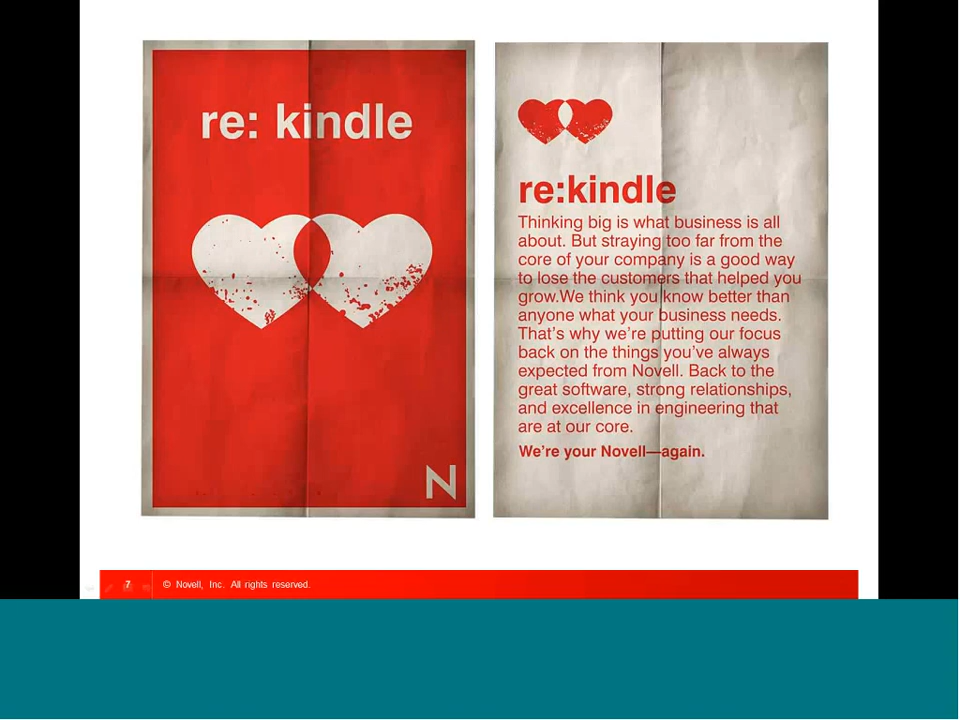 re: kindle
N
re:kindle
Thinking big is what business is all
about. But straying too far from the
core of your company is a good way
to lose the customers that helped you
grow.We think you know better than
anyone what your business needs.
That's why we're putting our focus
back on the things you've always
expected from Novell. Back to the
great software, strong relationships,
and excellence in engineering that
are at our core.
We're your Novell—again.
7 © Novell, Inc. All rights reserved.